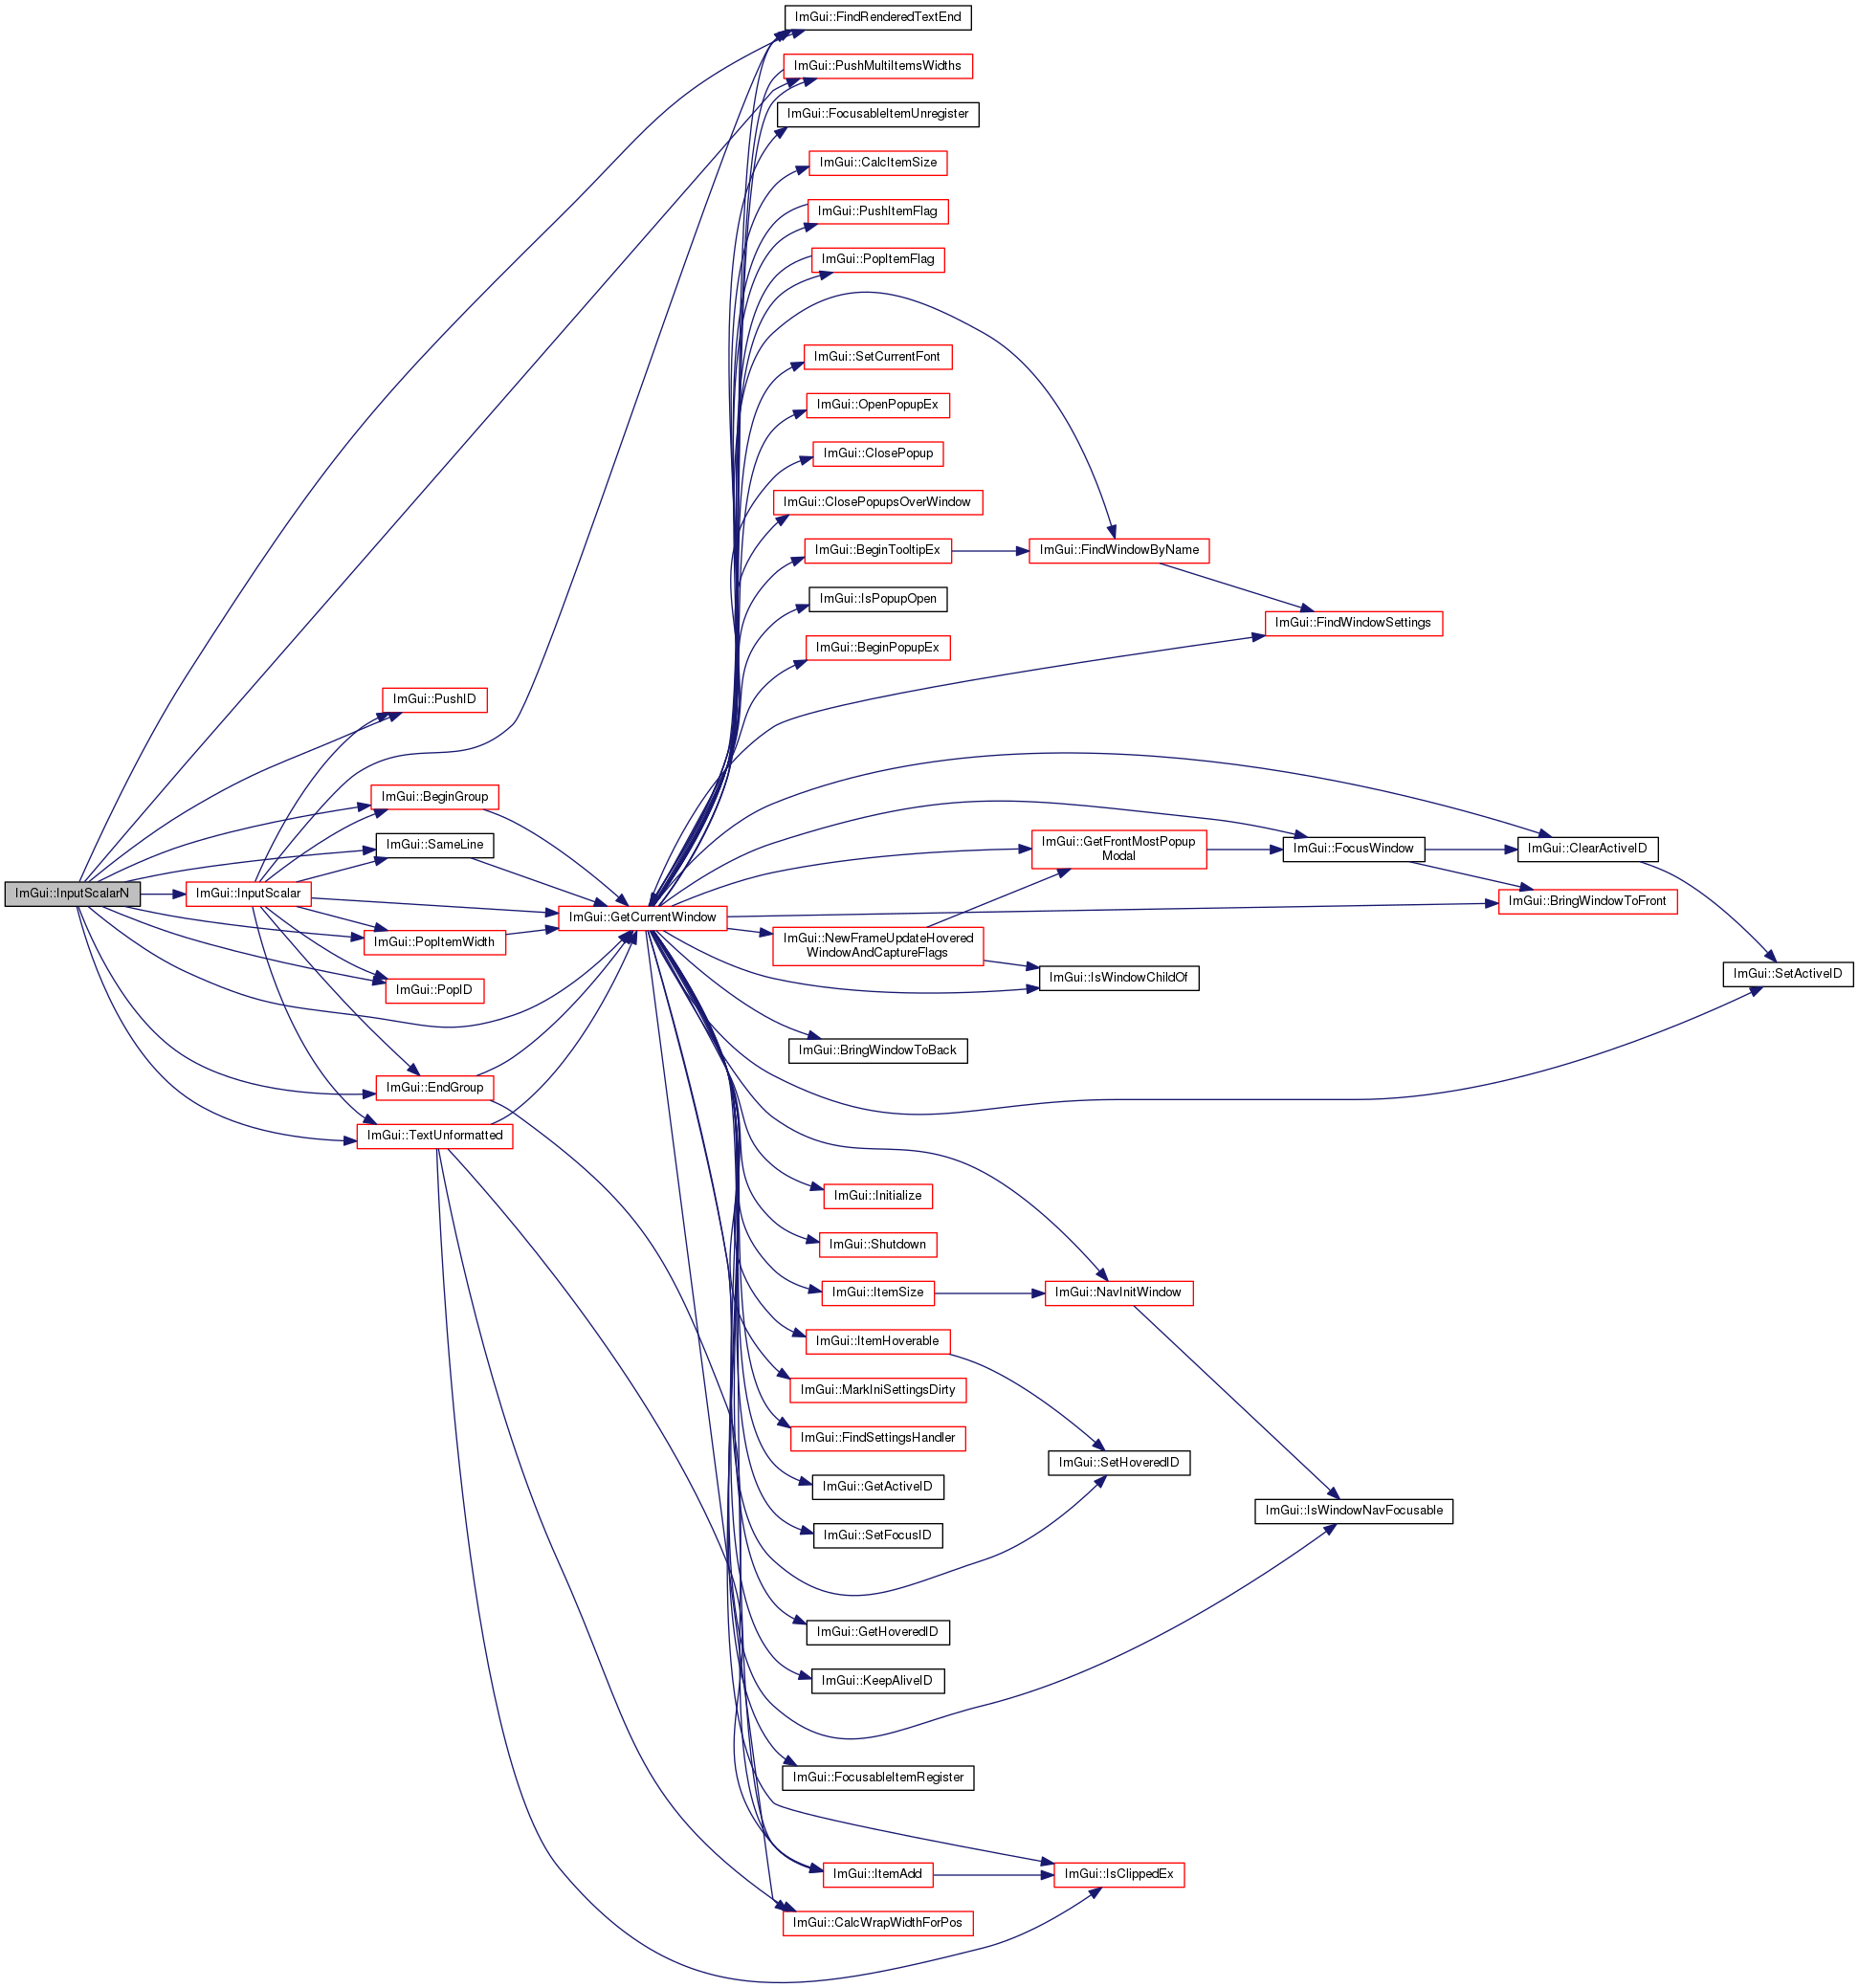 ImGui::FindRenderedTextEnd
ImGui::PushMultiItemsWidths
ImGui::FocusableItemUnregister
ImGui::CalcItemSize
ImGui::PushItemFlag
ImGui::PopItemFlag
ImGui::SetCurrentFont
ImGui::OpenPopupEx
ImGui::ClosePopup
ImGui::ClosePopupsOverWindow
ImGui::BeginTooltipEx
ImGui::FindWindowByName
ImGui::IsPopupOpen
ImGui::FindWindowSettings
ImGui::BeginPopupEx
ImGui::PushID
ImGui::BeginGroup
ImGui::SameLine
ImGui::GetFrontMostPopup
Modal
ImGui::FocusWindow
ImGui::ClearActiveID
ImGui::InputScalarN
ImGui::InputScalar
ImGui::BringWindowToFront
ImGui::GetCurrentWindow
ImGui::PopItemWidth
ImGui::NewFrameUpdateHovered
WindowAndCaptureFlags
ImGui::IsWindowChildOf
ImGui::SetActiveID
ImGui::PopID
ImGui::BringWindowToBack
ImGui::EndGroup
ImGui::TextUnformatted
ImGui::Initialize
ImGui::Shutdown
ImGui::ItemSize
ImGui::NavInitWindow
ImGui::ItemHoverable
ImGui::MarkIniSettingsDirty
ImGui::FindSettingsHandler
ImGui::SetHoveredID
ImGui::GetActiveID
ImGui::IsWindowNavFocusable
ImGui::SetFocusID
ImGui::GetHoveredID
ImGui::KeepAliveID
ImGui::FocusableItemRegister
ImGui::ItemAdd
ImGui::IsClippedEx
ImGui::CalcWrapWidthForPos